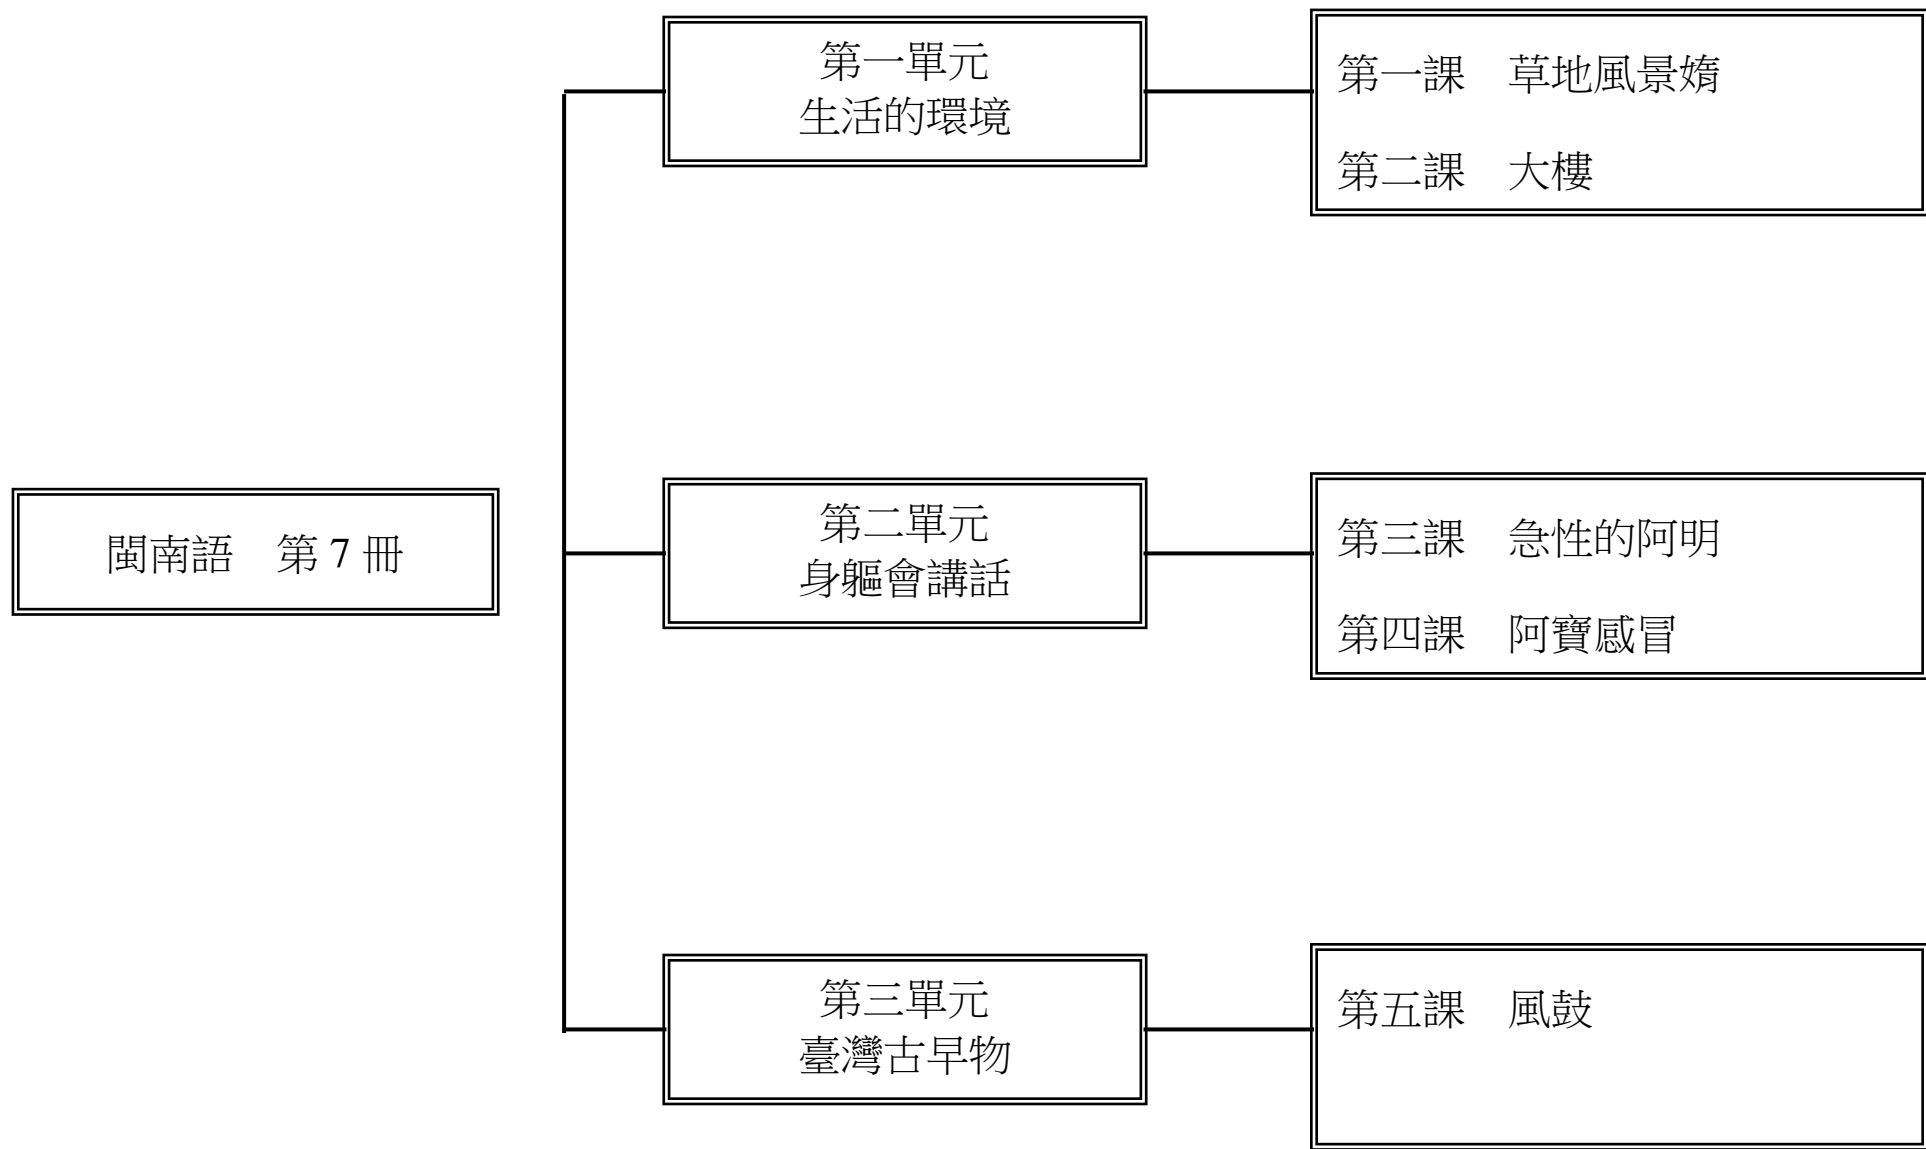 閩南語　第 7 冊
第一單元
生活的環境
第一課　草地風景媠
第二課　大樓
第二單元
身軀會講話
第三課　急性的阿明
第四課　阿寶感冒
第三單元
臺灣古早物
第五課　風鼓